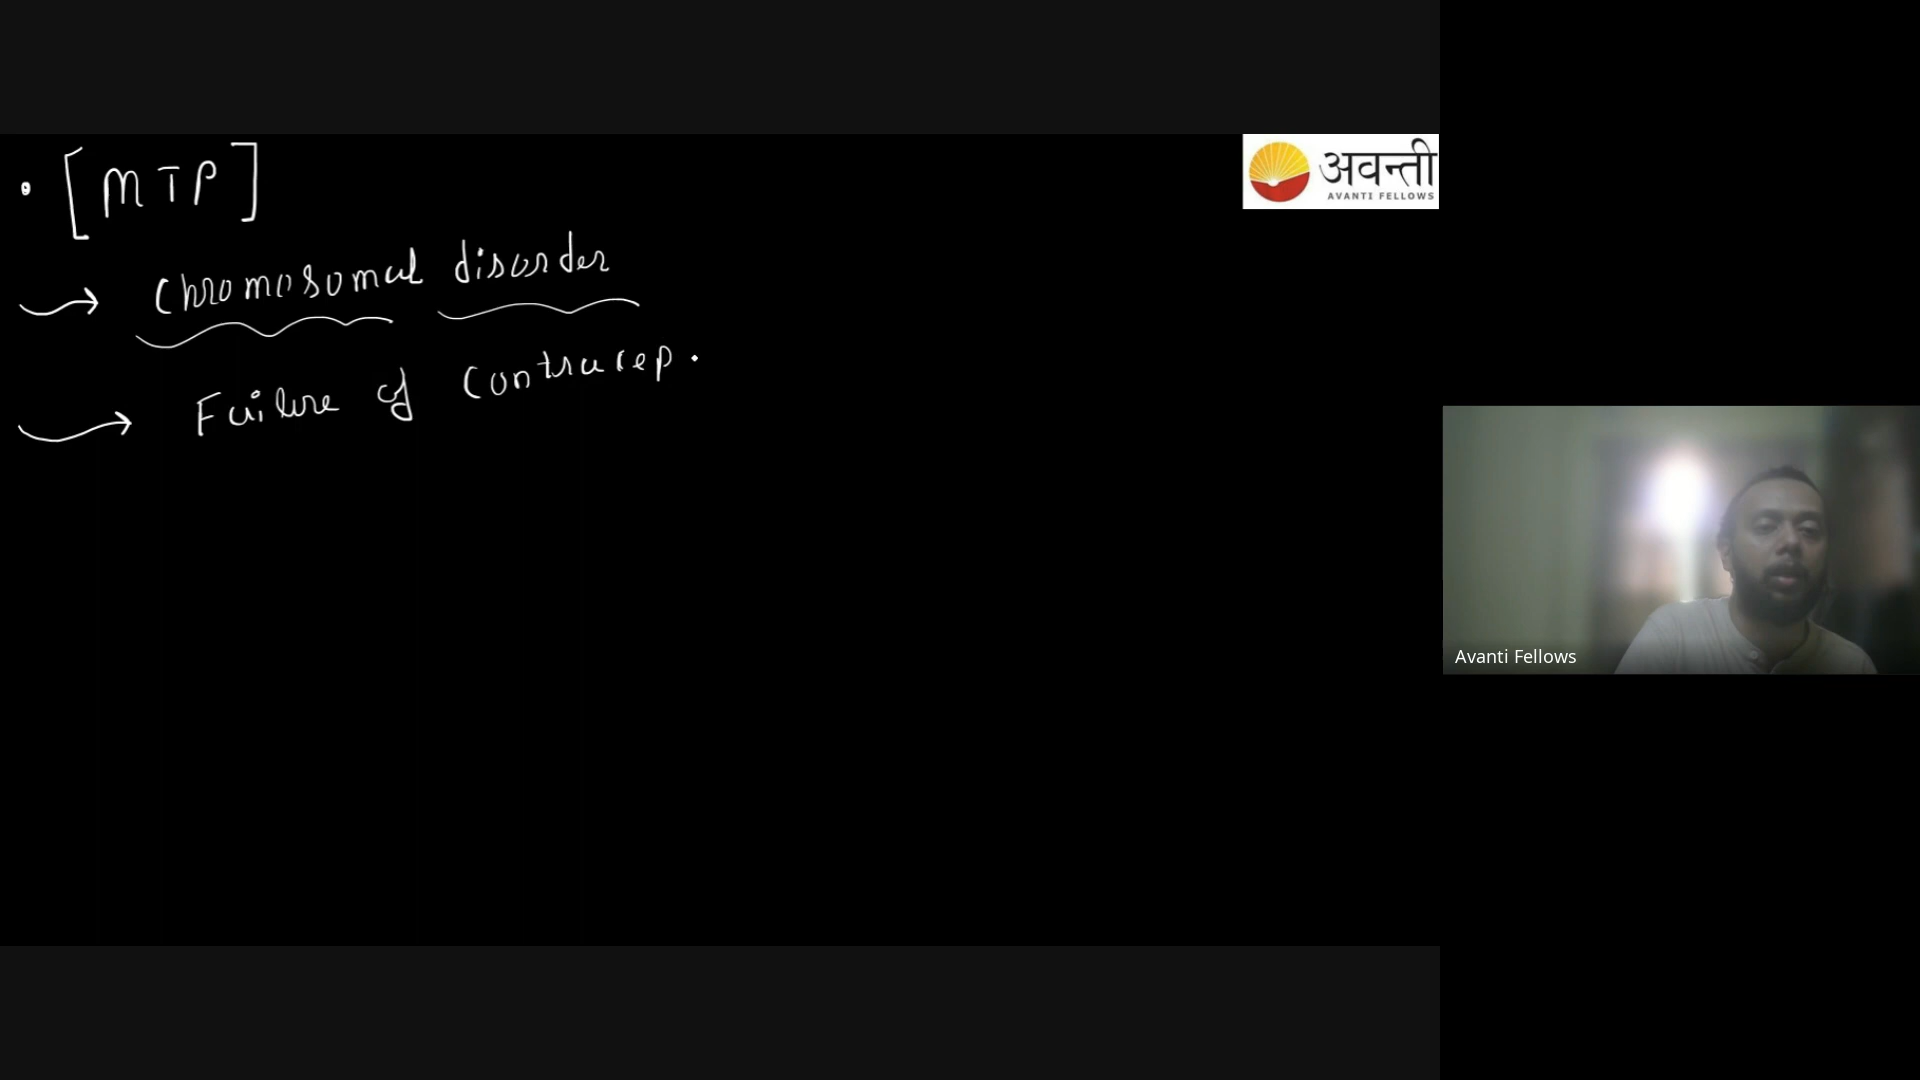 • [MTP]
→ Chromosomal disorder
→ Failure of Contracep.
अवन्ती
AVANTI FELLOWS
Avanti Fellows